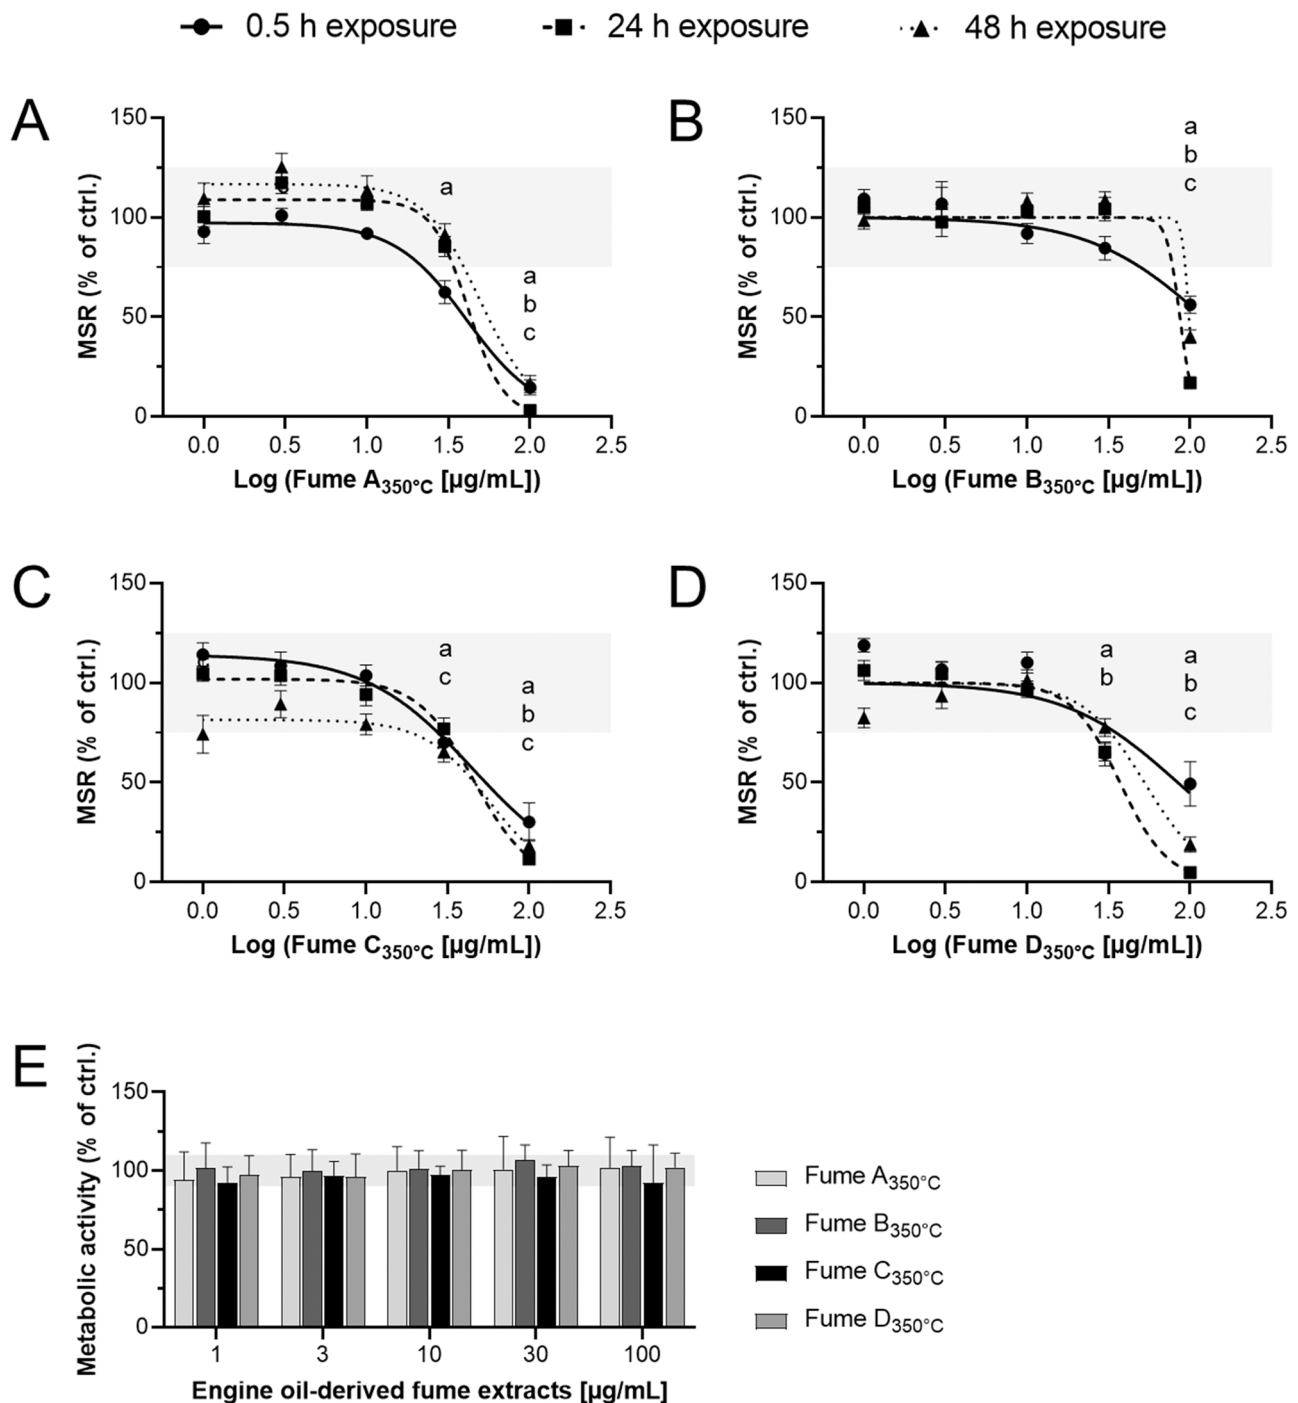 0.5 h exposure 24 h exposure 48 h exposure
A
150
100
50
0
MSR (% of ctrl.)
a
a
b
c
0.0 0.5 1.0 1.5 2.0 2.5
Log (Fume A350°C [µg/mL])
B
150
100
50
0
MSR (% of ctrl.)
a
b
c
0.0 0.5 1.0 1.5 2.0 2.5
Log (Fume B350°C [µg/mL])
C
150
100
50
0
MSR (% of ctrl.)
a
c
a
b
c
0.0 0.5 1.0 1.5 2.0 2.5
Log (Fume C350°C [µg/mL])
D
150
100
50
0
MSR (% of ctrl.)
a
b
a
b
c
0.0 0.5 1.0 1.5 2.0 2.5
Log (Fume D350°C [µg/mL])
E
150
100
50
0
Metabolic activity (% of ctrl.)
1 3 10 30 100
Engine oil-derived fume extracts [µg/mL]
Fume A350°C
Fume B350°C
Fume C350°C
Fume D350°C